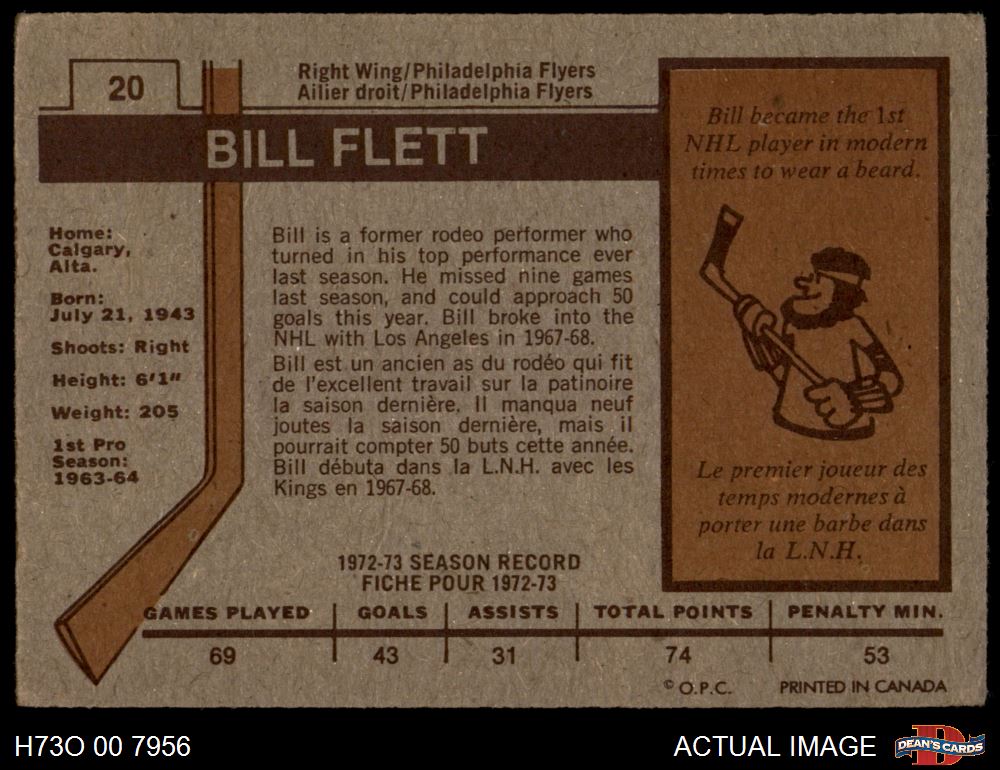 20
Right Wing/Philadelphia Flyers
Ailier droit/Philadelphia Flyers
BILL FLETT
Home:
Calgary,
Alta.
Born:
July 21, 1943
Shoots: Right
Height: 6'1"
Weight: 205
1st Pro
Season:
1963-64
Bill is a former rodeo performer who
turned in his top performance ever
last season. He missed nine games
last season, and could approach 50
goals this year. Bill broke into the
NHL with Los Angeles in 1967-68.
Bill est un ancien as du rodéo qui fit
de l'excellent travail sur la patinoire
la saison dernière. Il manqua neuf
joutes la saison dernière, mais il
pourrait compter 50 buts cette année.
Bill débuta dans la L.N.H. avec les
Kings en 1967-68.
Bill became the 1st
NHL player in modern
times to wear a beard.
Le premier joueur des
temps modernes à
porter une barbe dans
la L.N.H.
1972-73 SEASON RECORD
FICHE POUR 1972-73
GAMES PLAYED GOALS ASSISTS TOTAL POINTS PENALTY MIN.
69 43 31 74 53
© O.P.C. PRINTED IN CANADA
H73O 00 7956
ACTUAL IMAGE
D
DEAN'S CARDS